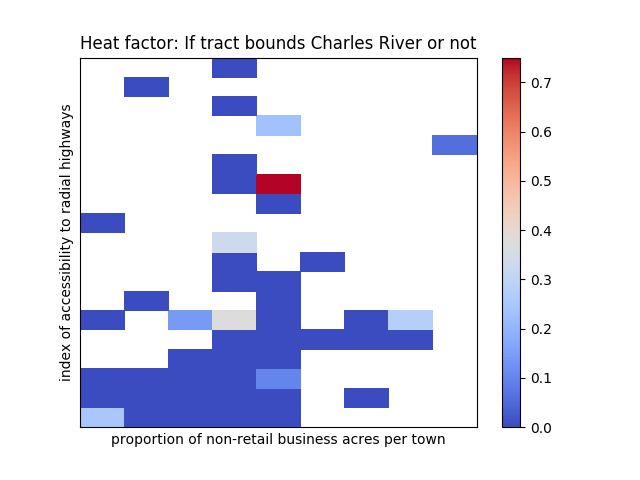 Heat factor: If tract bounds Charles River or not
index of accessibility to radial highways
proportion of non-retail business acres per town
0.7
0.6
0.5
0.4
0.3
0.2
0.1
0.0